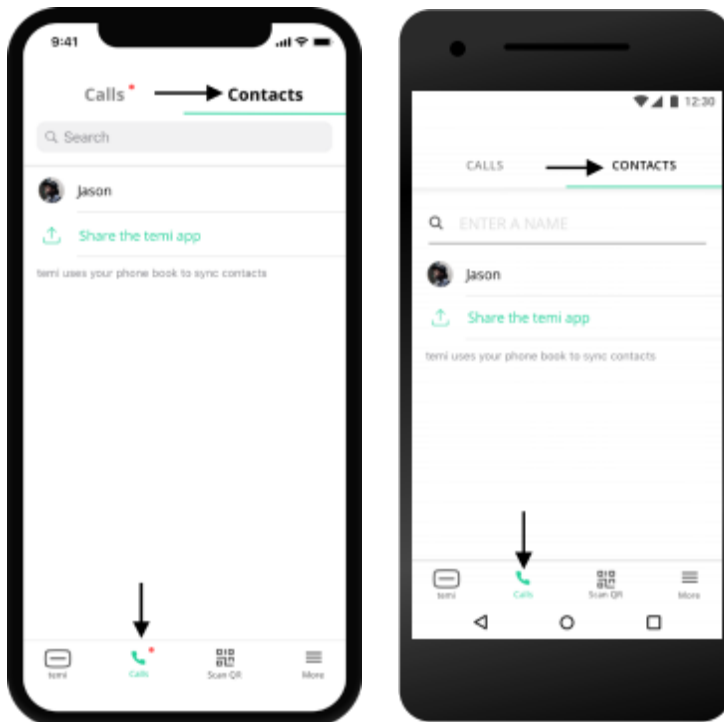 9:41
Calls Contacts
Search
Jason
Share the temi app
temi uses your phone book to sync contacts
temi Calls Scan QR More
12:30
CALLS CONTACTS
ENTER A NAME
Jason
Share the temi app
temi uses your phone book to sync contacts
temi Calls Scan QR More